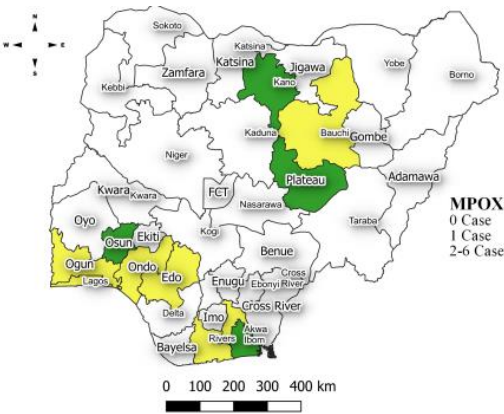 N
W E
S
Sokoto
Katsina
Katsina
Zamfara
Jigawa
Yobe
Borno
Kebbi
Kano
Kaduna
Bauchi
Gombe
Niger
Plateau
Adamawa
Kwara
Kwara
FCT
Nasarawa
Taraba
Oyo
Kogi
Osun
Ekiti
Benue
Ogun
Ondo
Edo
Lagos
Enugu
Ebonyi
Cross
River
Cross River
Delta
Imo
Akwa
Ibom
Bayelsa
Rivers
MPOX
0 Case
1 Case
2-6 Case
0 100 200 300 400 km